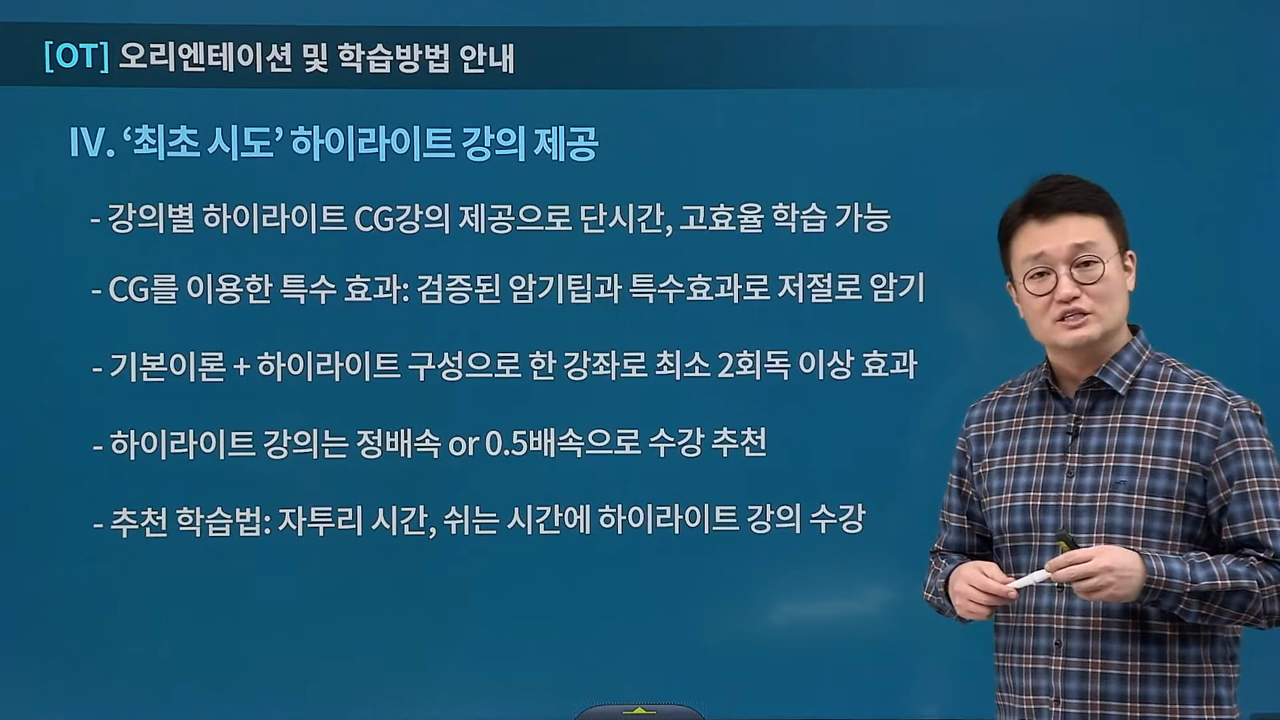 [OT] 오리엔테이션 및 학습방법 안내
Ⅳ. ‘최초 시도’ 하이라이트 강의 제공
- 강의별 하이라이트 CG강의 제공으로 단시간, 고효율 학습 가능
- CG를 이용한 특수 효과: 검증된 암기팁과 특수효과로 저절로 암기
- 기본이론 + 하이라이트 구성으로 한 강좌로 최소 2회독 이상 효과
- 하이라이트 강의는 정배속 or 0.5배속으로 수강 추천
- 추천 학습법: 자투리 시간, 쉬는 시간에 하이라이트 강의 수강